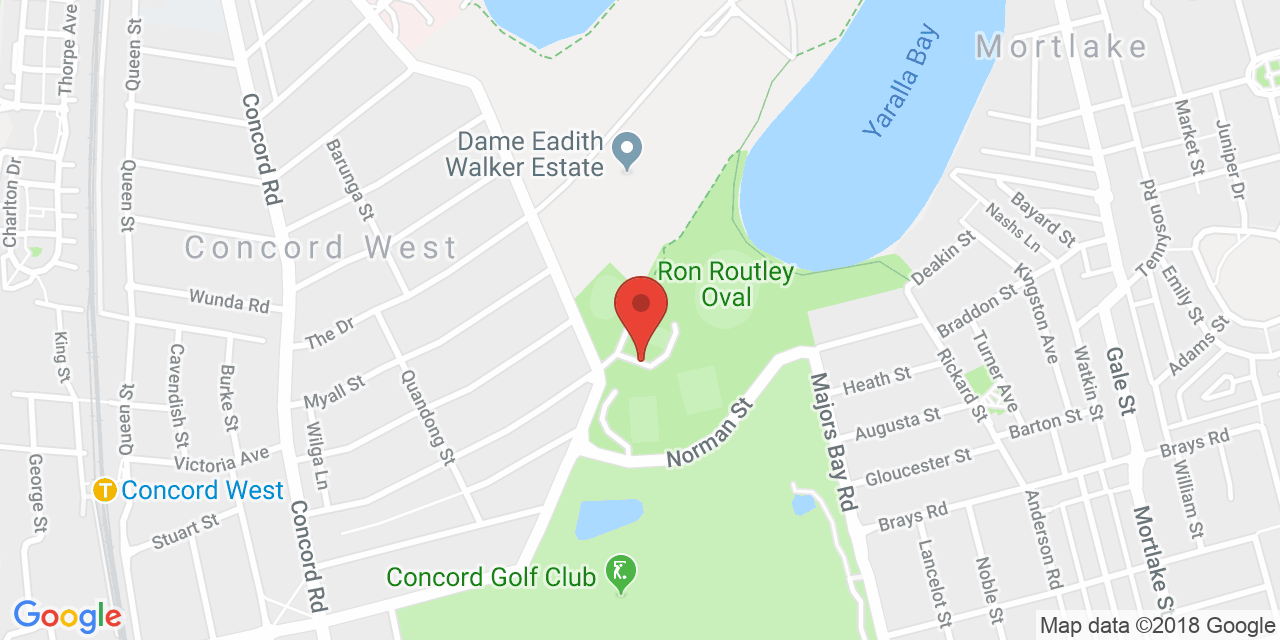 Thorpe Ave
Queen St
Mortlake
Yaralla Bay
Concord Rd
Market St
Juniper Dr
Dame Eadith
Walker Estate
Barunga St
Charlton Dr
Queen St
Tennyson Rd
Bayard St
Nashs Ln
Concord West
Deakin St
Ron Routley
Oval
Kingston Ave
Emily St
Wunda Rd
The Dr
Braddon St
Adams St
King St
Cavendish St
Burke St
Myall St
Quandong St
Turner Ave
Watkin St
Gale St
Heath St
Rickard St
Majors Bay Rd
Augusta St
Barton St
Queen St
Wilga Ln
Norman St
Victoria Ave
Gloucester St
Brays Rd
George St
T Concord West
William St
Concord Rd
Stuart St
Brays Rd
Anderson Rd
Mortlake St
Lancelot St
Noble St
Concord Golf Club
Google
Map data ©2018 Google